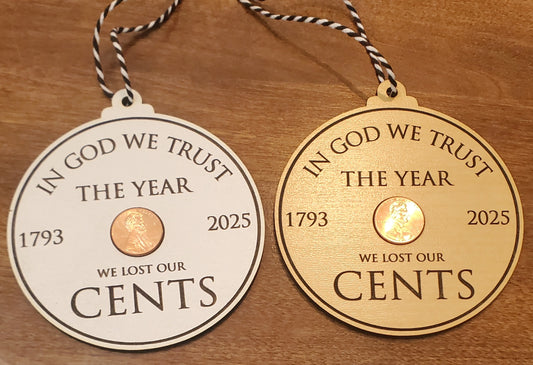 IN GOD WE TRUST
THE YEAR
1793 2025
WE LOST OUR
CENTS
IN GOD WE TRUST
THE YEAR
1793 2025
WE LOST OUR
CENTS